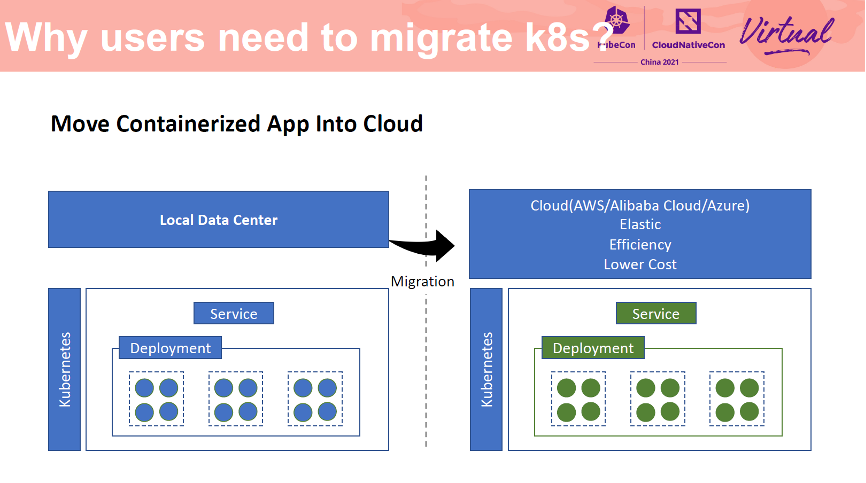 Why users need to migrate k8s?
KubeCon
CloudNativeCon
China 2021
Virtual
Move Containerized App Into Cloud
Local Data Center
Migration
Cloud(AWS/Alibaba Cloud/Azure)
Elastic
Efficiency
Lower Cost
Kubernetes
Service
Deployment
Kubernetes
Service
Deployment